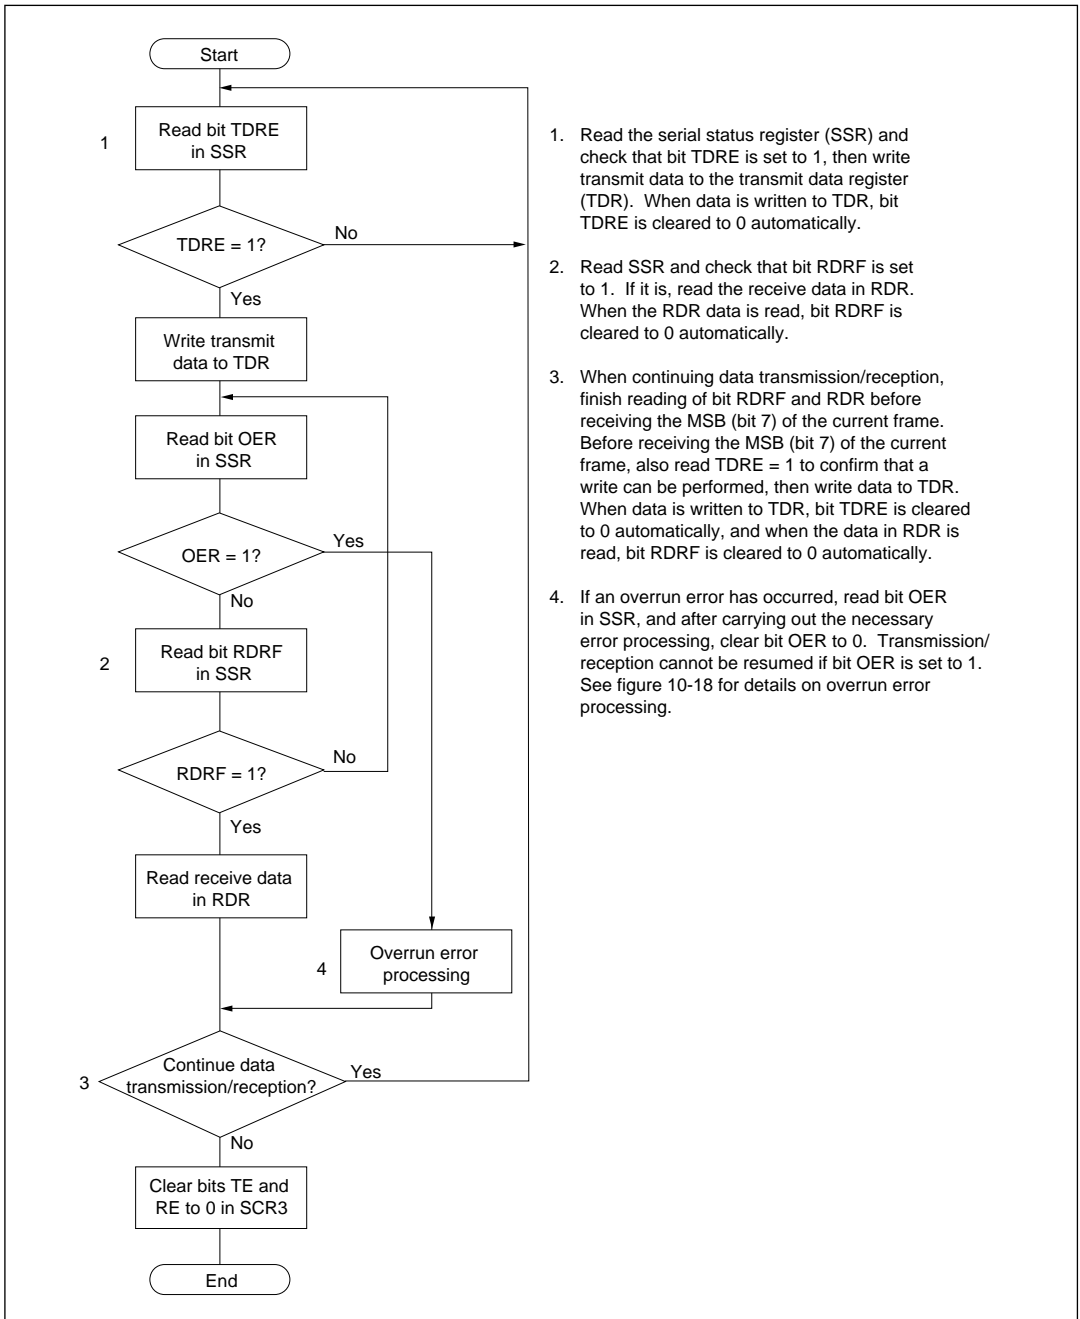 Start
1
Read bit TDRE
in SSR
TDRE = 1?
No
Yes
Write transmit
data to TDR
Read bit OER
in SSR
OER = 1?
Yes
No
2
Read bit RDRF
in SSR
RDRF = 1?
No
Yes
Read receive data
in RDR
4
Overrun error
processing
3
Continue data
transmission/reception?
Yes
No
Clear bits TE and
RE to 0 in SCR3
End
1. Read the serial status register (SSR) and
check that bit TDRE is set to 1, then write
transmit data to the transmit data register
(TDR). When data is written to TDR, bit
TDRE is cleared to 0 automatically.
2. Read SSR and check that bit RDRF is set
to 1. If it is, read the receive data in RDR.
When the RDR data is read, bit RDRF is
cleared to 0 automatically.
3. When continuing data transmission/reception,
finish reading of bit RDRF and RDR before
receiving the MSB (bit 7) of the current frame.
Before receiving the MSB (bit 7) of the current
frame, also read TDRE = 1 to confirm that a
write can be performed, then write data to TDR.
When data is written to TDR, bit TDRE is cleared
to 0 automatically, and when the data in RDR is
read, bit RDRF is cleared to 0 automatically.
4. If an overrun error has occurred, read bit OER
in SSR, and after carrying out the necessary
error processing, clear bit OER to 0. Transmission/
reception cannot be resumed if bit OER is set to 1.
See figure 10-18 for details on overrun error
processing.